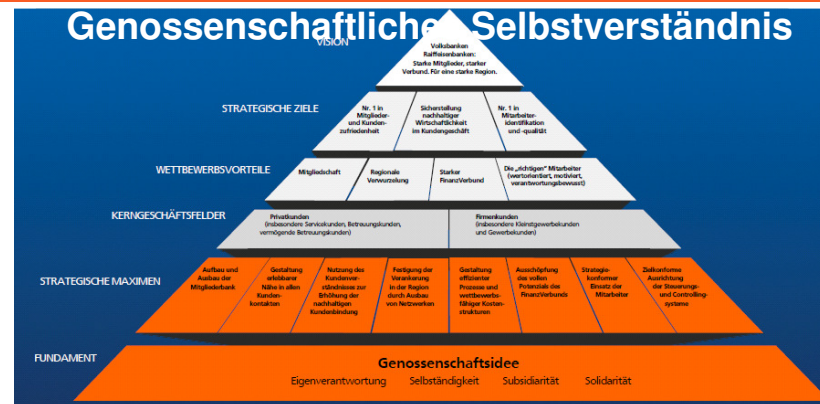 Genossenschaftliches Selbstverständnis
VISION
Volksbanken
Raiffeisenbanken:
Starke Mitglieder, starker
Verbund. Für eine starke Region.
STRATEGISCHE ZIELE
Nr. 1 in
Mitglieder-
und Kunden-
zufriedenheit
Sicherstellung
nachhaltiger
Wirtschaftlichkeit
im Kundengeschäft
Nr. 1 in
Mitarbeiter-
identifikation
und -qualität
WETTBEWERBSVORTEILE
Mitgliedschaft
Regionale
Verwurzelung
Starker
FinanzVerbund
Die „richtigen" Mitarbeiter
(wertorientiert, motiviert,
verantwortungsbewusst)
KERNGESCHÄFTSFELDER
Privatkunden
(insbesondere Servicekunden, Betreuungskunden,
vermögende Betreuungskunden)
Firmenkunden
(insbesondere Kleinstgewerbekunden
und Gewerbekunden)
STRATEGISCHE MAXIMEN
Aufbau und
Ausbau der
Mitgliederbank
Gestaltung
erlebbarer
Nähe in allen
Kunden-
kontakten
Nutzung des
Kundenver-
ständnisses zur
Erhöhung der
nachhaltigen
Kundenbindung
Festigung der
Verankerung
in der Region
durch Ausbau
von Netzwerken
Gestaltung
effizienter
Prozesse und
wettbewerbs-
fähiger Kosten-
strukturen
Ausschöpfung
des vollen
Potenzials des
FinanzVerbunds
Strategie-
konformer
Einsatz der
Mitarbeiter
Zielkonforme
Ausrichtung
der Steuerungs-
und Controlling-
systeme
FUNDAMENT
Genossenschaftsidee
Eigenverantwortung Selbständigkeit Subsidiarität Solidarität